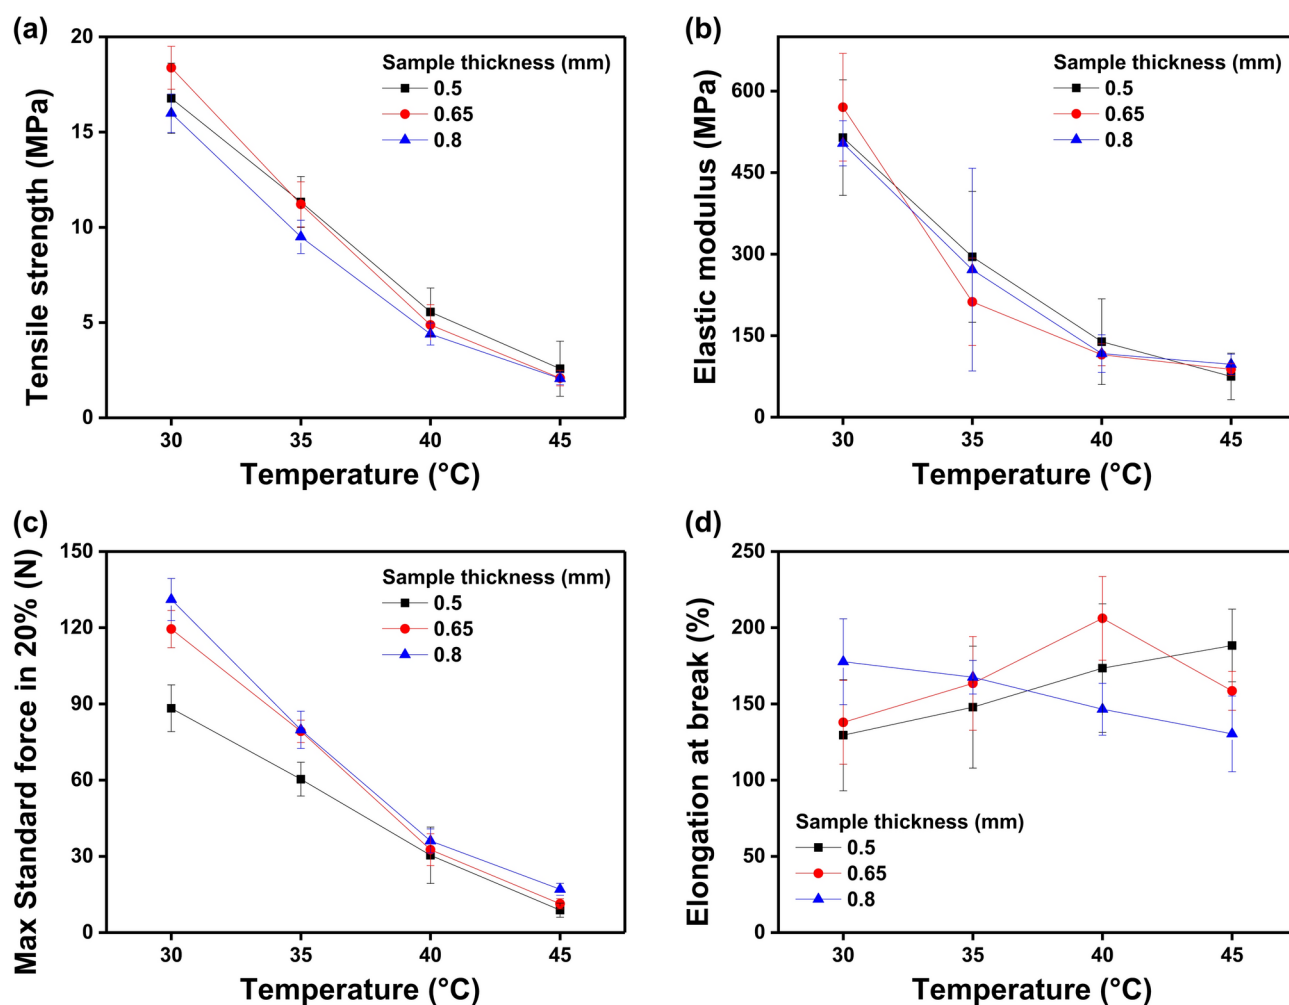 (a)
Tensile strength (MPa)
20
15
10
5
0
Sample thickness (mm)
0.5
0.65
0.8
30 35 40 45
Temperature (°C)
(b)
Elastic modulus (MPa)
600
450
300
150
0
Sample thickness (mm)
0.5
0.65
0.8
30 35 40 45
Temperature (°C)
(c)
Max Standard force in 20% (N)
150
120
90
60
30
0
Sample thickness (mm)
0.5
0.65
0.8
30 35 40 45
Temperature (°C)
(d)
Elongation at break (%)
250
200
150
100
50
0
Sample thickness (mm)
0.5
0.65
0.8
30 35 40 45
Temperature (°C)